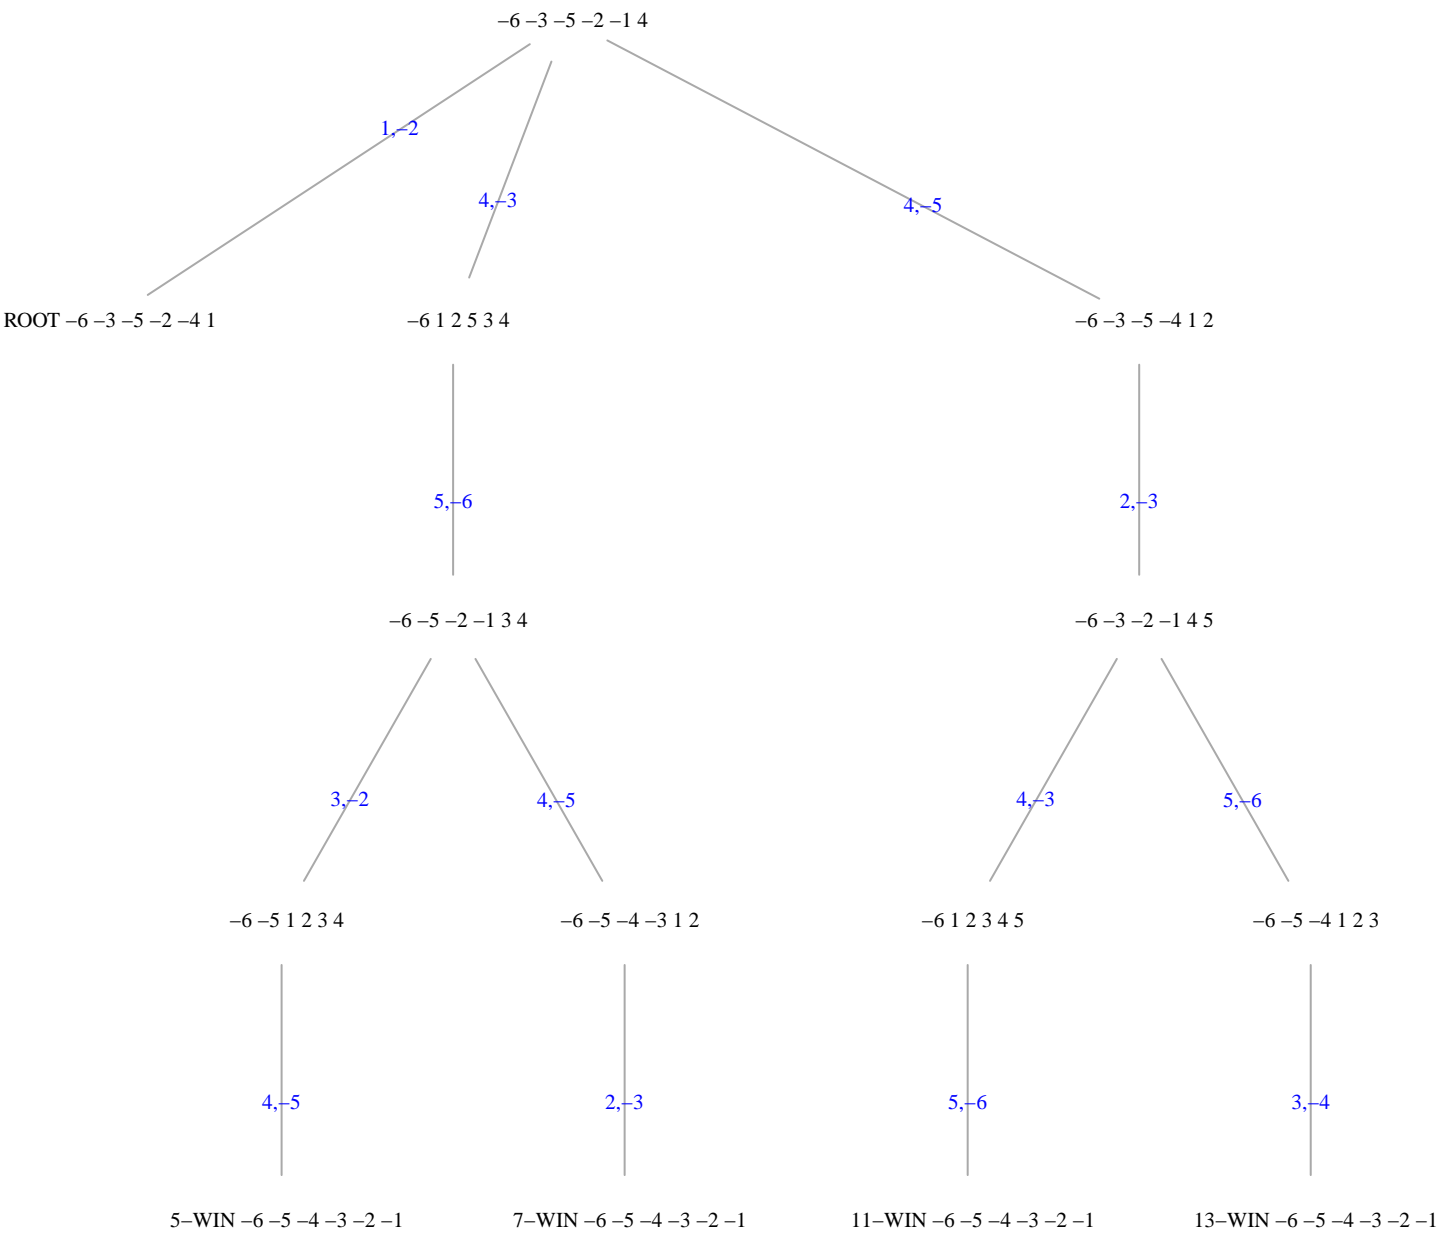 –6 –3 –5 –2 –1 4
1,–2
4,–3
4,–5
ROOT –6 –3 –5 –2 –4 1
–6 1 2 5 3 4
–6 –3 –5 –4 1 2
5,–6
2,–3
–6 –5 –2 –1 3 4
–6 –3 –2 –1 4 5
3,–2
4,–5
4,–3
5,–6
–6 –5 1 2 3 4
–6 –5 –4 –3 1 2
–6 1 2 3 4 5
–6 –5 –4 1 2 3
4,–5
2,–3
5,–6
3,–4
5–WIN –6 –5 –4 –3 –2 –1
7–WIN –6 –5 –4 –3 –2 –1
11–WIN –6 –5 –4 –3 –2 –1
13–WIN –6 –5 –4 –3 –2 –1